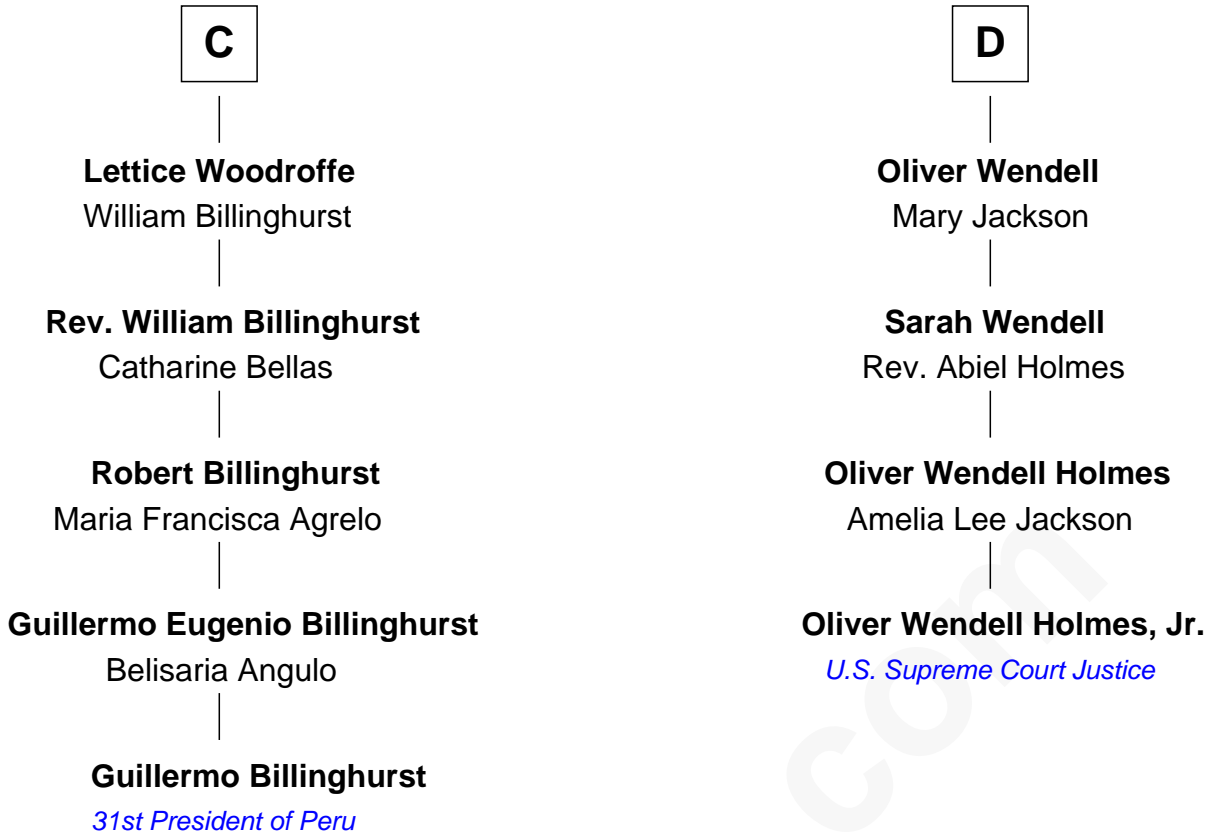 C
Lettice Woodroffe
William Billinghurst
Rev. William Billinghurst
Catharine Bellas
Robert Billinghurst
Maria Francisca Agrelo
Guillermo Eugenio Billinghurst
Belisaria Angulo
Guillermo Billinghurst
31st President of Peru
D
Oliver Wendell
Mary Jackson
Sarah Wendell
Rev. Abiel Holmes
Oliver Wendell Holmes
Amelia Lee Jackson
Oliver Wendell Holmes, Jr.
U.S. Supreme Court Justice
com